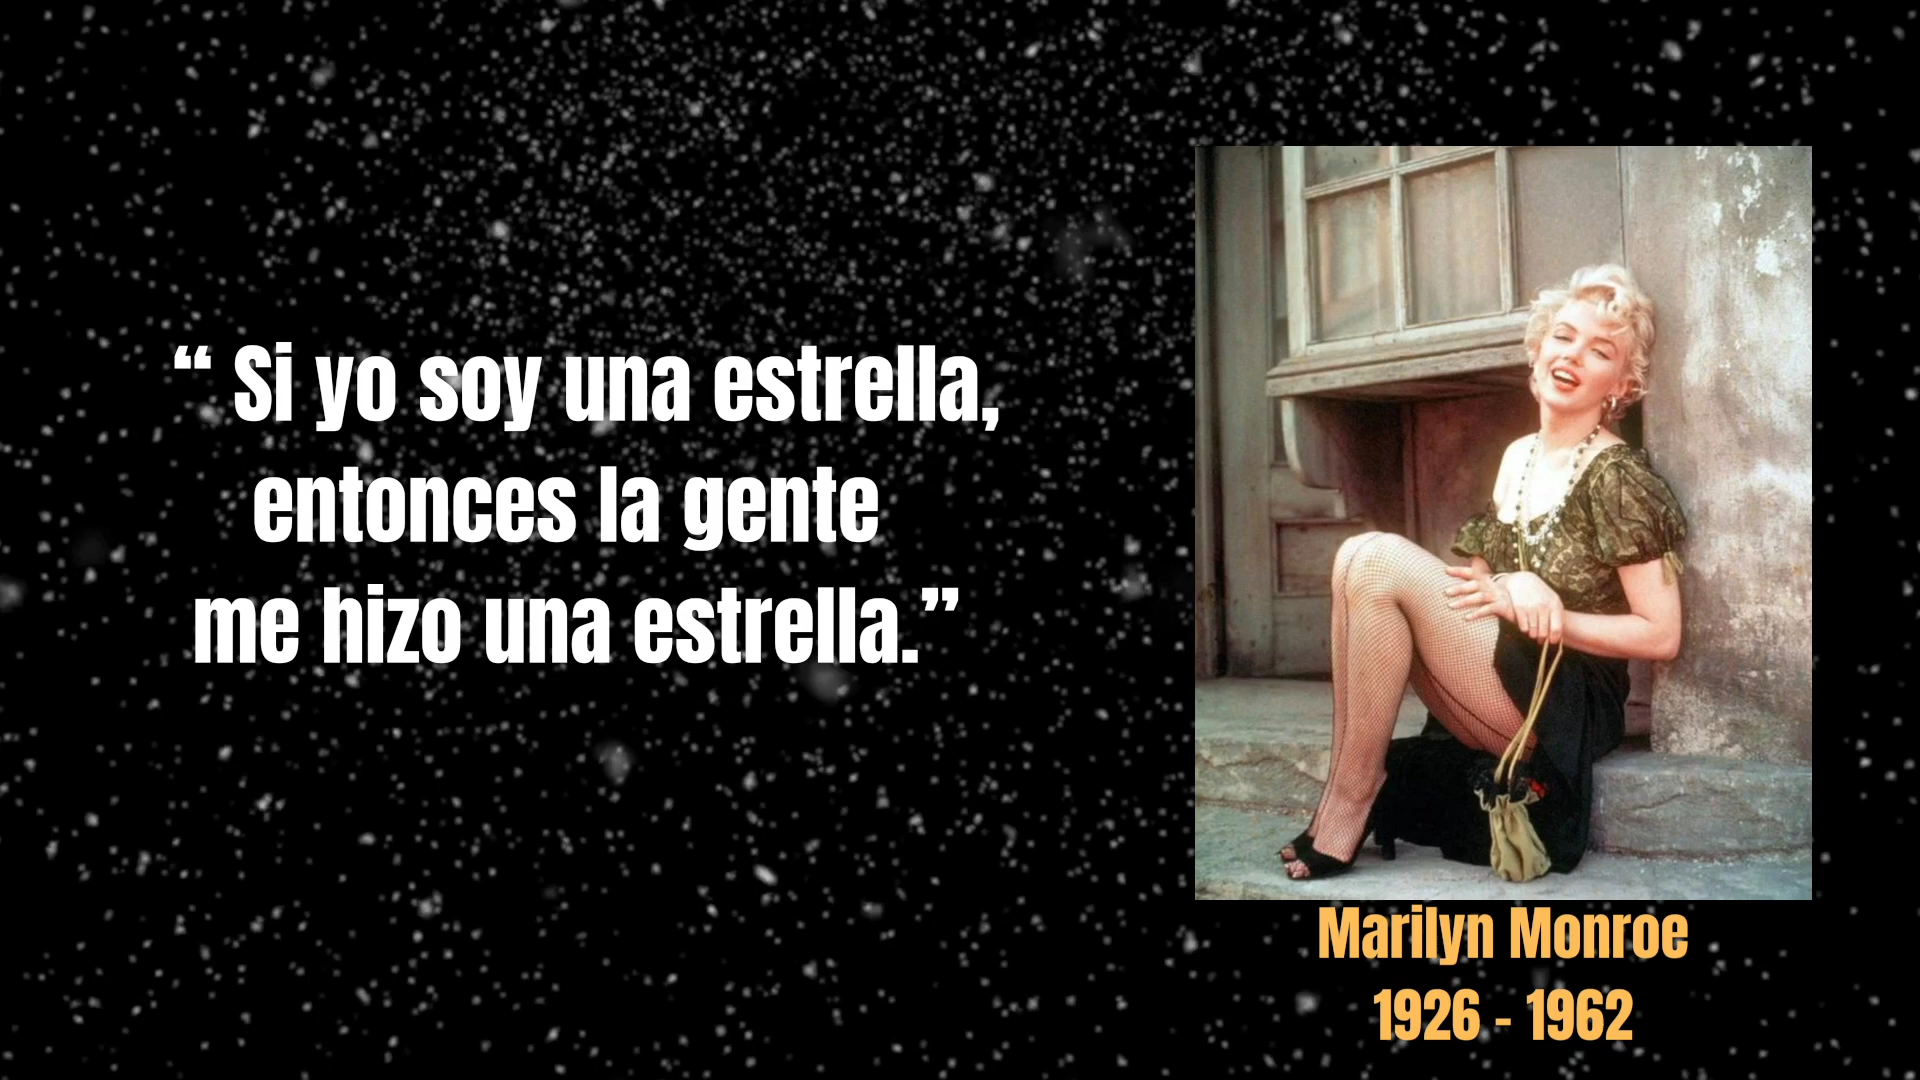 “ Si yo soy una estrella,
entonces la gente
me hizo una estrella.”
Marilyn Monroe
1926 - 1962